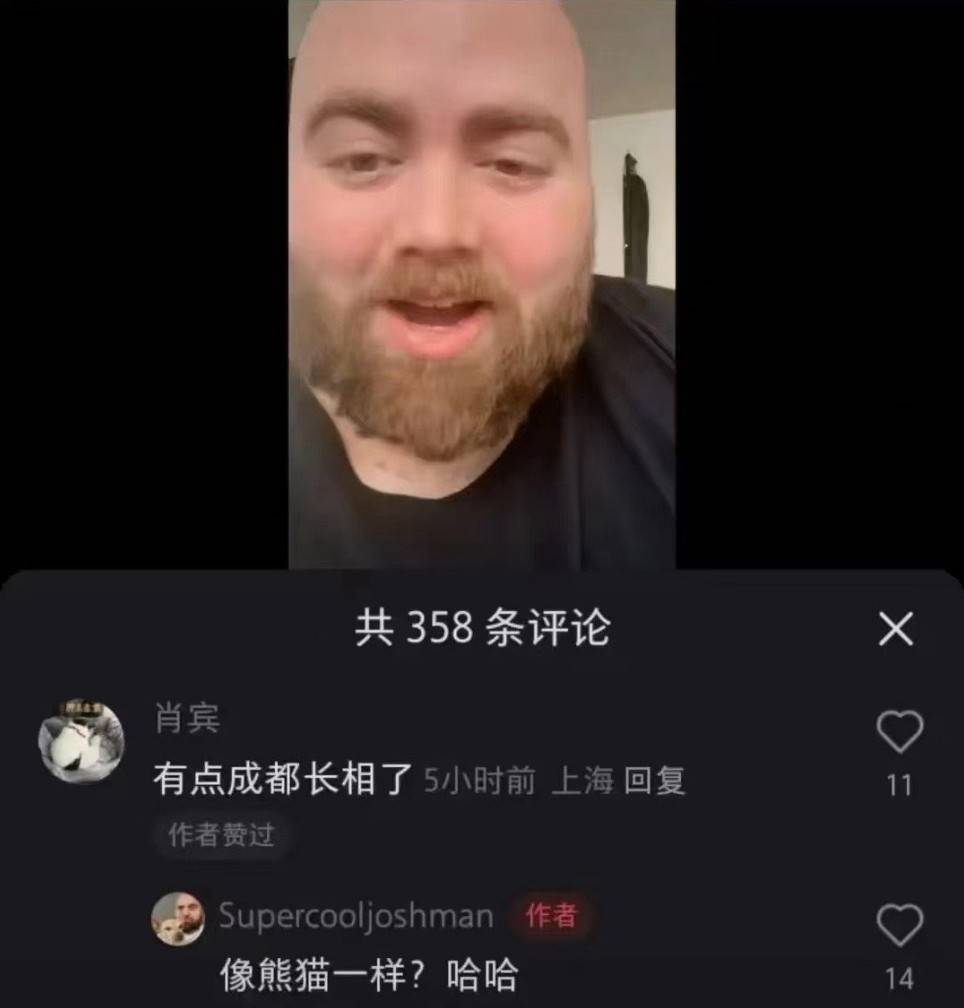 共 358 条评论
肖宾
有点成都长相了 5小时前 上海 回复
11
作者赞过
Supercooljoshman 作者
像熊猫一样？哈哈
14